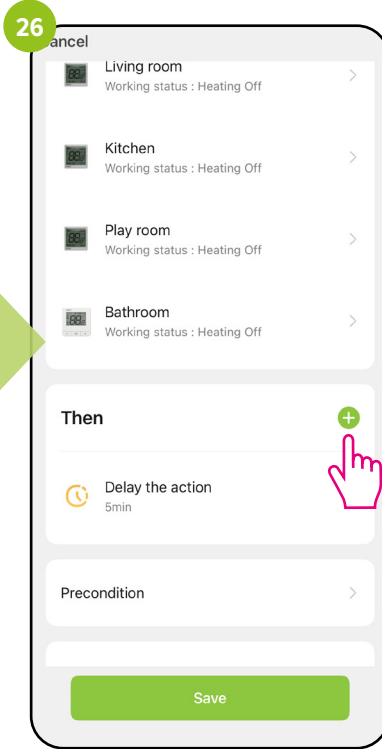 26
ancel
Living room
Working status : Heating Off
Kitchen
Working status : Heating Off
Play room
Working status : Heating Off
Bathroom
Working status : Heating Off
Then
Delay the action
5min
Precondition
Save